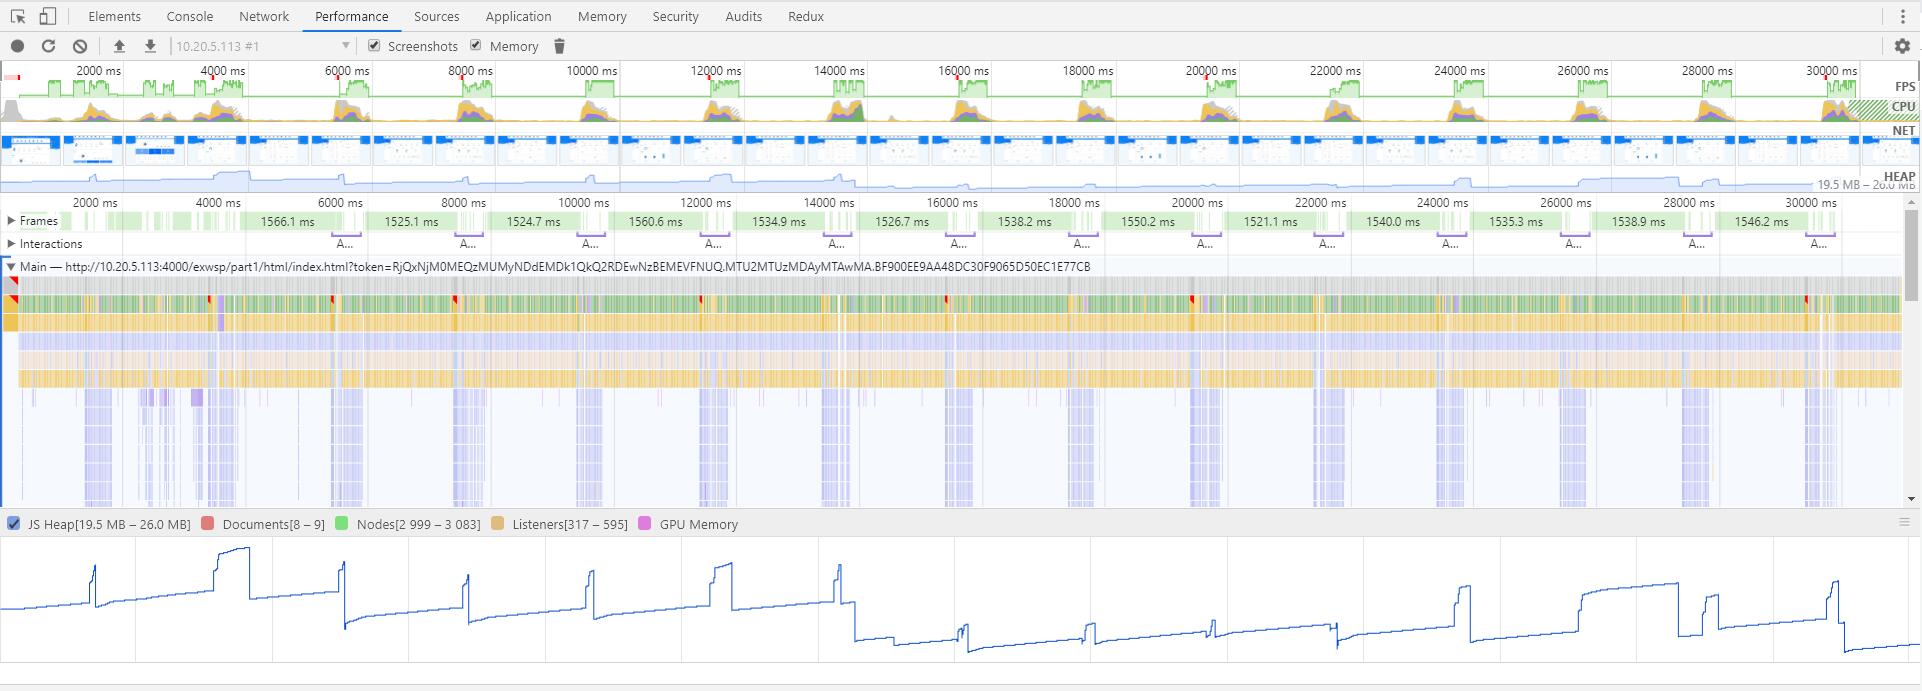 Elements Console Network Performance Sources Application Memory Security Audits Redux
10.20.5.113 #1 Screenshots Memory
2000 ms 4000 ms 6000 ms 8000 ms 10000 ms 12000 ms 14000 ms 16000 ms 18000 ms 20000 ms 22000 ms 24000 ms 26000 ms 28000 ms 30000 ms
FPS
CPU
NET
HEAP
19.5 MB – 26.0 MB
2000 ms 4000 ms 6000 ms 8000 ms 10000 ms 12000 ms 14000 ms 16000 ms 18000 ms 20000 ms 22000 ms 24000 ms 26000 ms 28000 ms 30000 ms
Frames 1566.1 ms 1525.1 ms 1524.7 ms 1560.6 ms 1534.9 ms 1526.7 ms 1538.2 ms 1550.2 ms 1521.1 ms 1540.0 ms 1535.3 ms 1538.9 ms 1546.2 ms
Interactions A... A... A... A... A... A... A... A... A... A... A... A... A...
Main — http://10.20.5.113:4000/exwsp/part1/html/index.html?token=RjQxNjM0MEQzMUMyNDdEMDk1QkQ2RDEwNzBEMEVFNUQ.MTU2MTUzMDAyMTAwMA.BF900EE9AA48DC30F9065D50EC1E77CB
JS Heap[19.5 MB – 26.0 MB] Documents[8 – 9] Nodes[2 999 – 3 083] Listeners[317 – 595] GPU Memory